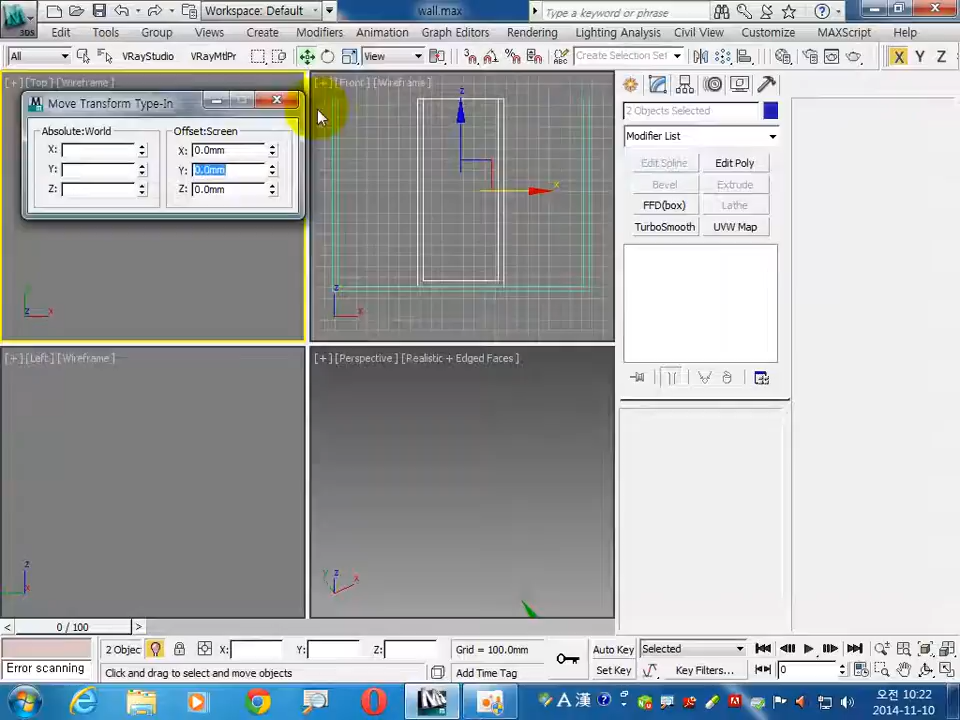 3DS
Workspace: Default
wall.max
Type a keyword or phrase
Edit Tools Group Views Create Modifiers Animation Graph Editors Rendering Lighting Analysis Civil View Customize MAXScript Help
All VRayStudio VRayMtlPr View Create Selection Se X Y Z
[+] [Top] [Wireframe]
[+] [Front] [Wireframe]
Move Transform Type-In
Absolute:World Offset:Screen
X: X: 0.0mm
Y: Y: 0.0mm
Z: Z: 0.0mm
z
x
z
x
z x
2 Objects Selected
Modifier List
Edit Spline Edit Poly
Bevel Extrude
FFD(box) Lathe
TurboSmooth UVW Map
[+] [Left] [Wireframe]
[+] [Perspective] [Realistic + Edged Faces]
z
x
y z x
< 0 / 100 >
2 Objec X: Y: Z: Grid = 100.0mm Auto Key Selected
Error scanning Click and drag to select and move objects Add Time Tag Set Key Key Filters... 0
A 漢
오전 10:22
2014-11-10